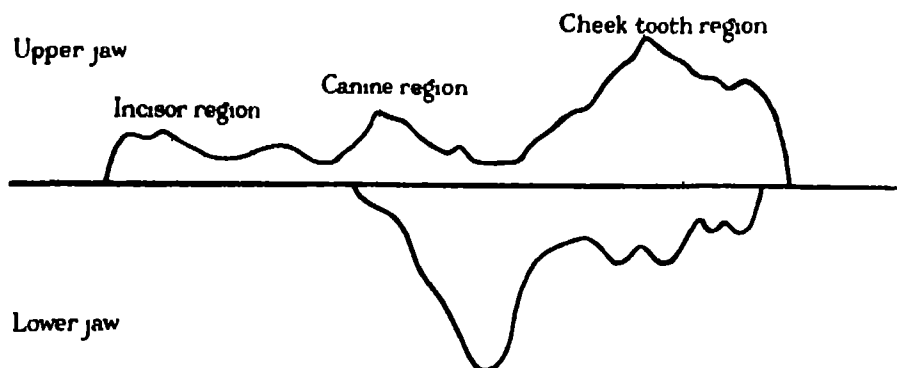 Cheek tooth region
Upper jaw
Canine region
Incisor region
Lower jaw